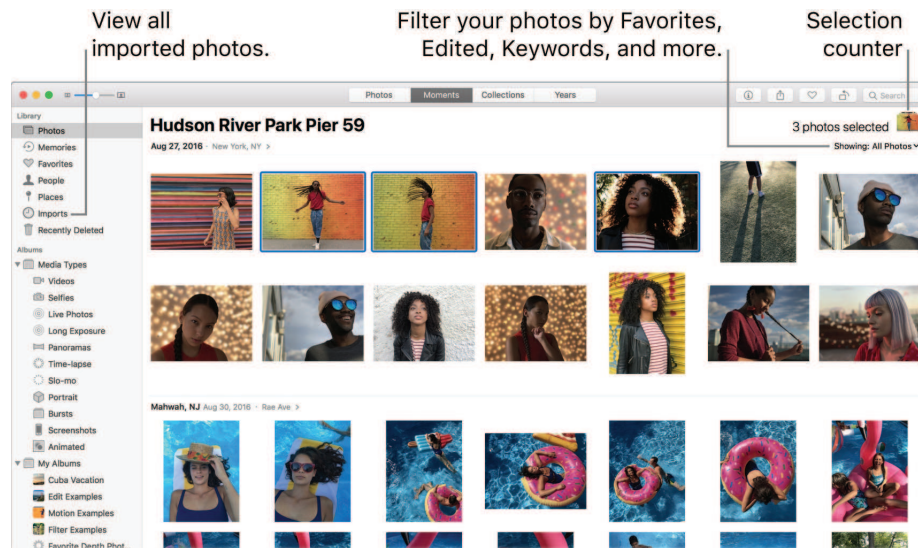 View all
imported photos.
Filter your photos by Favorites,
Edited, Keywords, and more.
Selection
counter
Photos
Moments
Collections
Years
Search
Library
Photos
Memories
Favorites
People
Places
Imports
Recently Deleted
Albums
Media Types
Videos
Selfies
Live Photos
Long Exposure
Panoramas
Time-lapse
Slo-mo
Portrait
Bursts
Screenshots
Animated
My Albums
Cuba Vacation
Edit Examples
Motion Examples
Filter Examples
Favorite Depth Phot...
Hudson River Park Pier 59
3 photos selected
Aug 27, 2016 · New York, NY >
Showing: All Photos
Mahwah, NJ Aug 30, 2016 · Rae Ave >